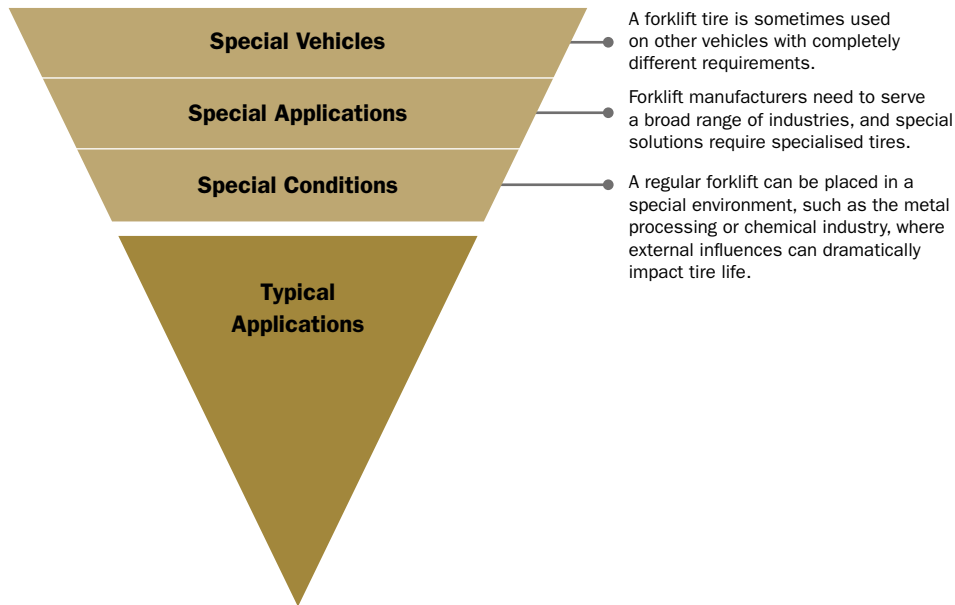 Special Vehicles
A forklift tire is sometimes used
on other vehicles with completely
different requirements.
Special Applications
Forklift manufacturers need to serve
a broad range of industries, and special
solutions require specialised tires.
Special Conditions
A regular forklift can be placed in a
special environment, such as the metal
processing or chemical industry, where
external influences can dramatically
impact tire life.
Typical
Applications